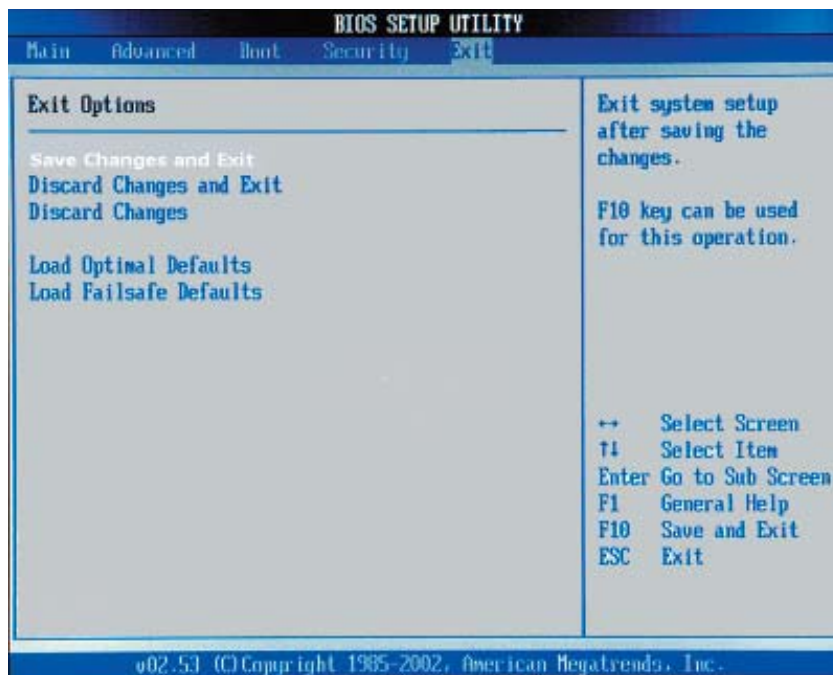 BIOS SETUP UTILITY
Main Advanced Boot Security Exit
Exit Options
Save Changes and Exit
Discard Changes and Exit
Discard Changes
Load Optimal Defaults
Load Failsafe Defaults
Exit system setup
after saving the
changes.
F10 key can be used
for this operation.
↔ Select Screen
↑↓ Select Item
Enter Go to Sub Screen
F1 General Help
F10 Save and Exit
ESC Exit
v02.53 (C)Copyright 1985-2002, American Megatrends, Inc.